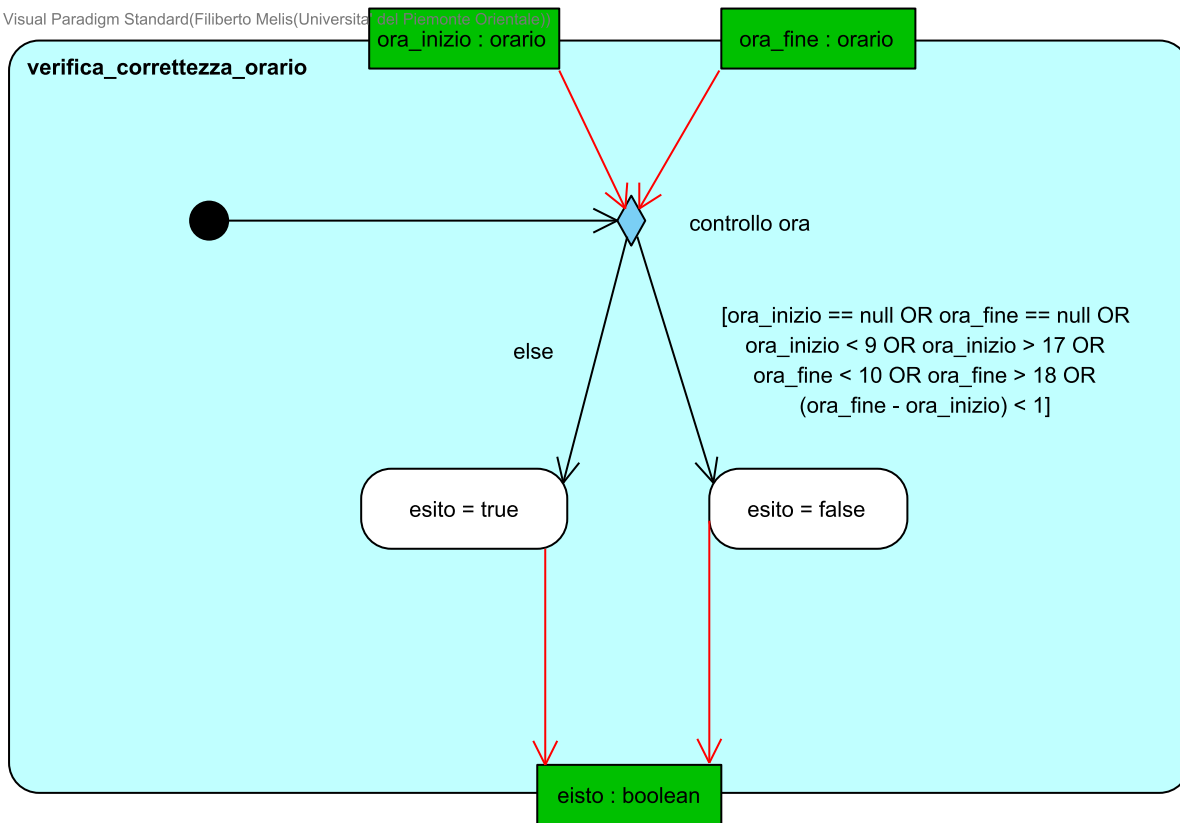 Visual Paradigm Standard(Filiberto Melis(Universita' del Piemonte Orientale))
ora_inizio : orario
ora_fine : orario
verifica_correttezza_orario
controllo ora
[ora_inizio == null OR ora_fine == null OR
ora_inizio < 9 OR ora_inizio > 17 OR
ora_fine < 10 OR ora_fine > 18 OR
(ora_fine - ora_inizio) < 1]
else
esito = true
esito = false
eisto : boolean